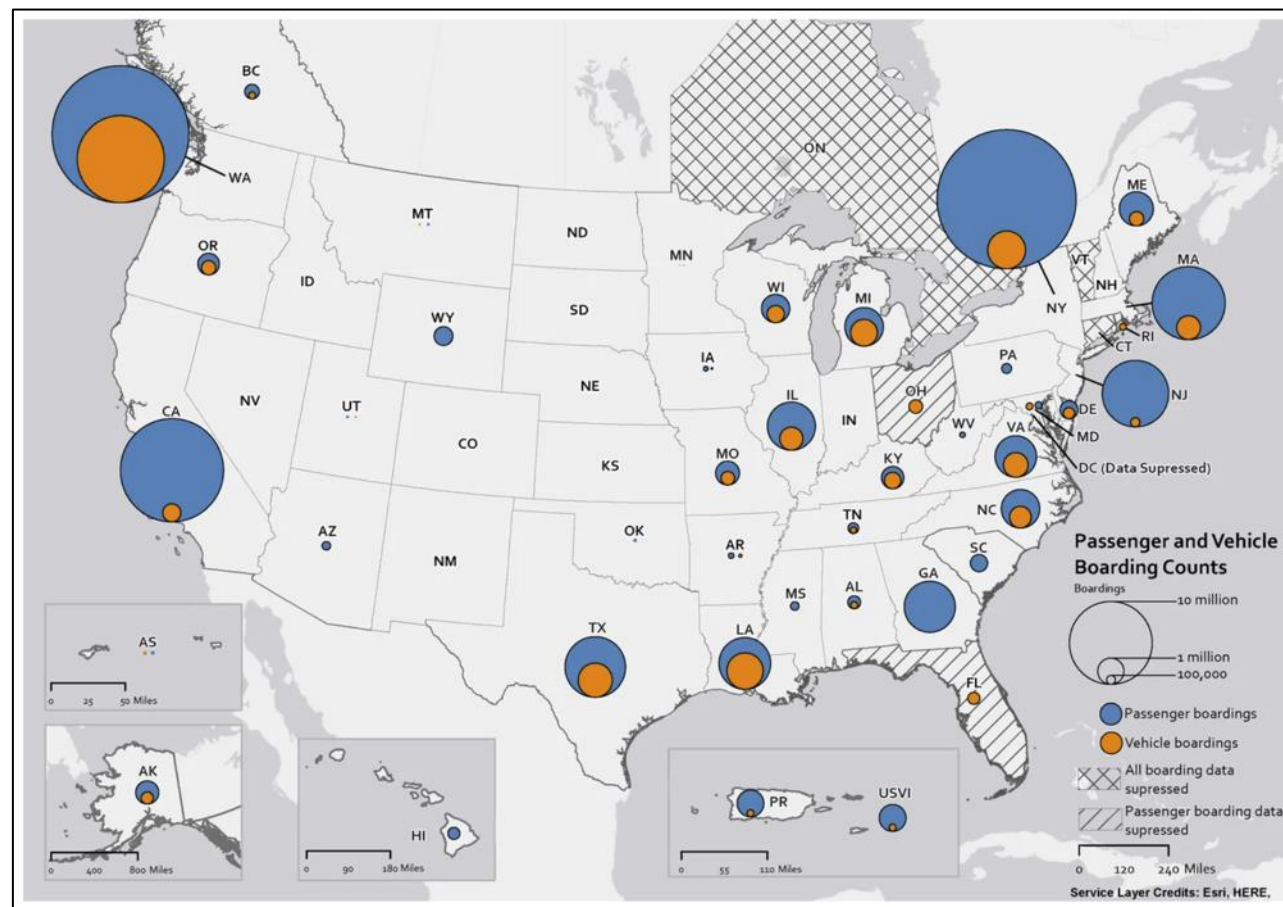 BC
ON
WA
ME
MT
ND
VT
OR
MN
MA
ID
NH
WI
MI
SD
NY
WY
RI
CT
IA
PA
NE
NJ
OH
NV
UT
IL
DE
CA
IN
WV
CO
VA
MD
KS
MO
KY
DC (Data Supressed)
TN
NC
OK
AZ
AR
SC
NM
Passenger and Vehicle
Boarding Counts
GA
Boardings
MS
AL
10 million
TX
LA
AS
1 million
100,000
FL
0 25 50 Miles
Passenger boardings
Vehicle boardings
AK
All boarding data
supressed
PR
USVI
HI
Passenger boarding data
supressed
0 400 800 Miles
0 90 180 Miles
0 55 110 Miles
Miles
0 120 240
Service Layer Credits: Esri, HERE,